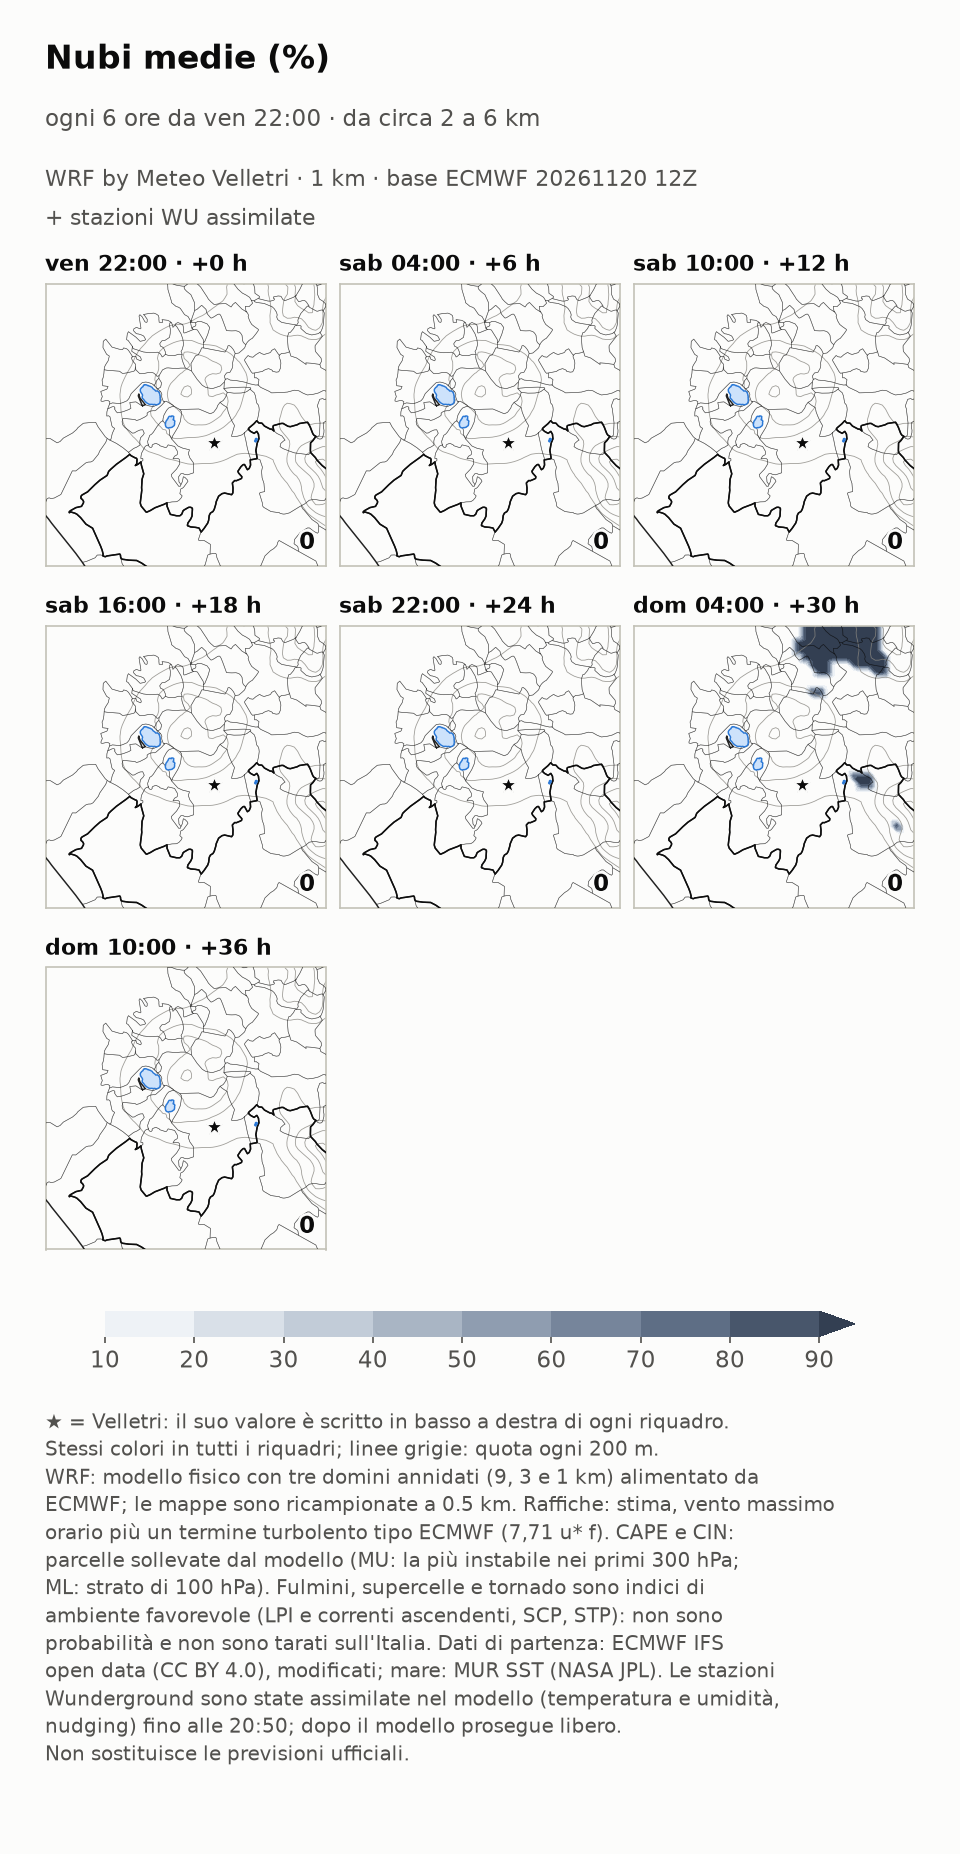 Nubi medie (%)
ogni 6 ore da ven 22:00 · da circa 2 a 6 km
WRF by Meteo Velletri · 1 km · base ECMWF 20261120 12Z
+ stazioni WU assimilate
ven 22:00 · +0 h
sab 04:00 · +6 h
sab 10:00 · +12 h
0
0
0
sab 16:00 · +18 h
sab 22:00 · +24 h
dom 04:00 · +30 h
0
0
0
dom 10:00 · +36 h
0
10 20 30 40 50 60 70 80 90
★ = Velletri: il suo valore è scritto in basso a destra di ogni riquadro.
Stessi colori in tutti i riquadri; linee grigie: quota ogni 200 m.
WRF: modello fisico con tre domini annidati (9, 3 e 1 km) alimentato da
ECMWF; le mappe sono ricampionate a 0.5 km. Raffiche: stima, vento massimo
orario più un termine turbolento tipo ECMWF (7,71 u* f). CAPE e CIN:
parcelle sollevate dal modello (MU: la più instabile nei primi 300 hPa;
ML: strato di 100 hPa). Fulmini, supercelle e tornado sono indici di
ambiente favorevole (LPI e correnti ascendenti, SCP, STP): non sono
probabilità e non sono tarati sull'Italia. Dati di partenza: ECMWF IFS
open data (CC BY 4.0), modificati; mare: MUR SST (NASA JPL). Le stazioni
Wunderground sono state assimilate nel modello (temperatura e umidità,
nudging) fino alle 20:50; dopo il modello prosegue libero.
Non sostituisce le previsioni ufficiali.